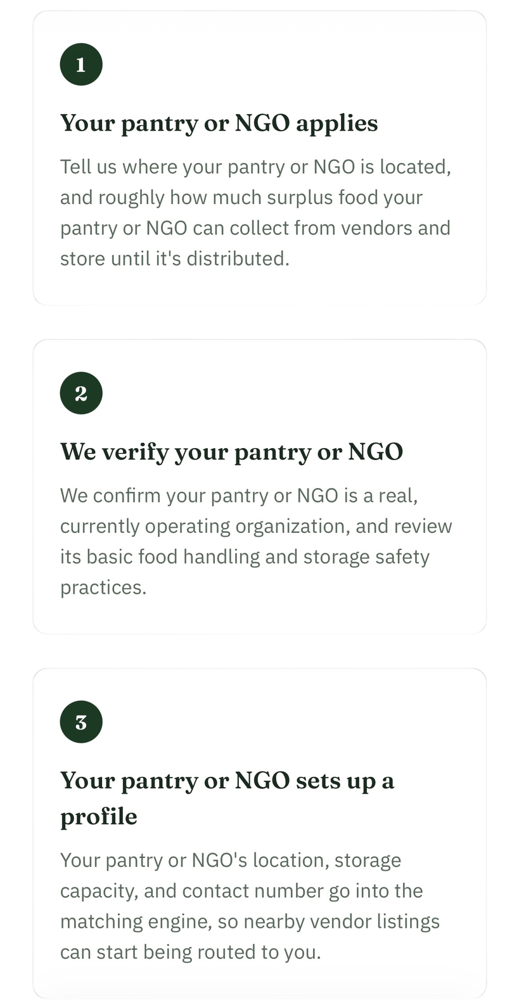 1
Your pantry or NGO applies
Tell us where your pantry or NGO is located,
and roughly how much surplus food your
pantry or NGO can collect from vendors and
store until it's distributed.
2
We verify your pantry or NGO
We confirm your pantry or NGO is a real,
currently operating organization, and review
its basic food handling and storage safety
practices.
3
Your pantry or NGO sets up a
profile
Your pantry or NGO's location, storage
capacity, and contact number go into the
matching engine, so nearby vendor listings
can start being routed to you.